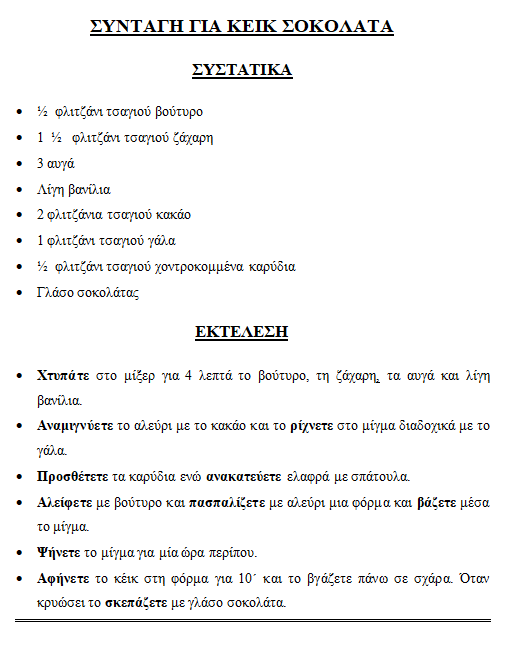 ΣΥΝΤΑΓΗ ΓΙΑ ΚΕΙΚ ΣΟΚΟΛΑΤΑ
ΣΥΣΤΑΤΙΚΑ
• ½ φλιτζάνι τσαγιού βούτυρο
• 1 ½ φλιτζάνι τσαγιού ζάχαρη
• 3 αυγά
• Λίγη βανίλια
• 2 φλιτζάνια τσαγιού κακάο
• 1 φλιτζάνι τσαγιού γάλα
• ½ φλιτζάνι τσαγιού χοντροκομμένα καρύδια
• Γλάσο σοκολάτας
ΕΚΤΕΛΕΣΗ
• Χτυπάτε στο μίξερ για 4 λεπτά το βούτυρο, τη ζάχαρη, τα αυγά και λίγη
βανίλια.
• Αναμιγνύετε το αλεύρι με το κακάο και το ρίχνετε στο μίγμα διαδοχικά με το
γάλα.
• Προσθέτετε τα καρύδια ενώ ανακατεύετε ελαφρά με σπάτουλα.
• Αλείφετε με βούτυρο και πασπαλίζετε με αλεύρι μια φόρμα και βάζετε μέσα
το μίγμα.
• Ψήνετε το μίγμα για μία ώρα περίπου.
• Αφήνετε το κέικ στη φόρμα για 10΄ και το βγάζετε πάνω σε σχάρα. Όταν
κρυώσει το σκεπάζετε με γλάσο σοκολάτα.